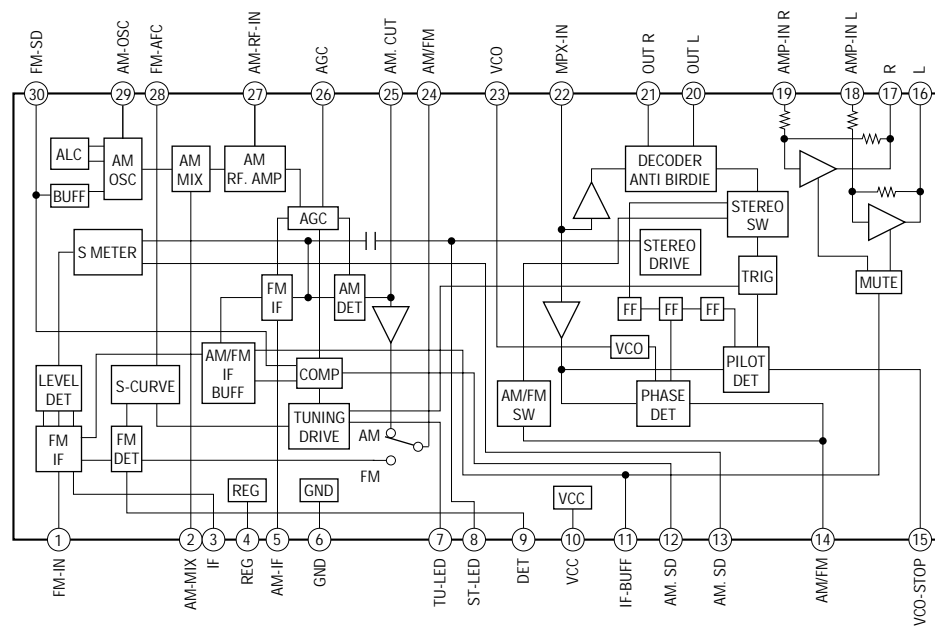 FM-SD
AM-OSC
FM-AFC
AM-RF-IN
AGC
AM. CUT
AM/FM
VCO
MPX-IN
OUT R
OUT L
AMP-IN R
AMP-IN L
R
L
30
29
28
27
26
25
24
23
22
21
20
19
18
17
16
ALC
BUFF
AM
OSC
AM
MIX
AM
RF. AMP
DECODER
ANTI BIRDIE
AGC
STEREO
SW
S METER
STEREO
DRIVE
FM
IF
AM
DET
TRIG
MUTE
FF
FF
FF
AM/FM
IF
BUFF
COMP
VCO
PILOT
DET
LEVEL
DET
S-CURVE
TUNING
DRIVE
AM/FM
SW
PHASE
DET
FM
IF
FM
DET
AM
FM
REG
GND
VCC
1
2
3
4
5
6
7
8
9
10
11
12
13
14
15
FM-IN
AM-MIX
IF
REG
AM-IF
GND
TU-LED
ST-LED
DET
VCC
IF-BUFF
AM. SD
AM. SD
AM/FM
VCO-STOP